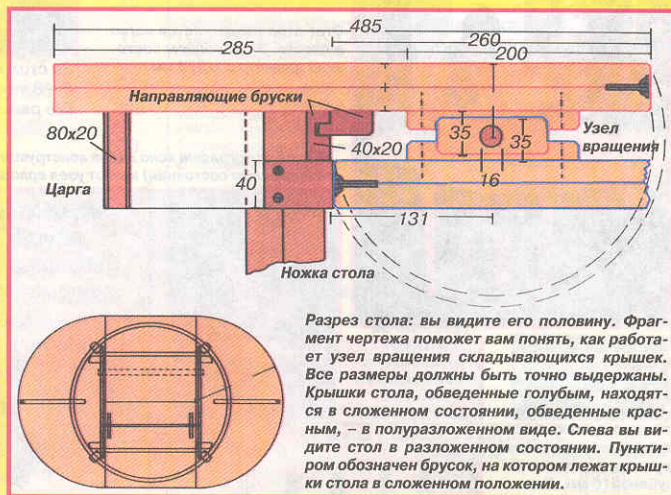 485
285
260
200
Направляющие бруски
80x20
35
35
Узел
вращения
40x20
Царга
40
16
131
Ножка стола
Разрез стола: вы видите его половину. Фраг-
мент чертежа поможет вам понять, как работа-
ет узел вращения складывающихся крышек.
Все размеры должны быть точно выдержаны.
Крышки стола, обведенные голубым, находят-
ся в сложенном состоянии, обведенные крас-
ным, – в полуразложенном виде. Слева вы ви-
дите стол в разложенном состоянии. Пункти-
ром обозначен брусок, на котором лежат крыш-
ки стола в сложенном положении.